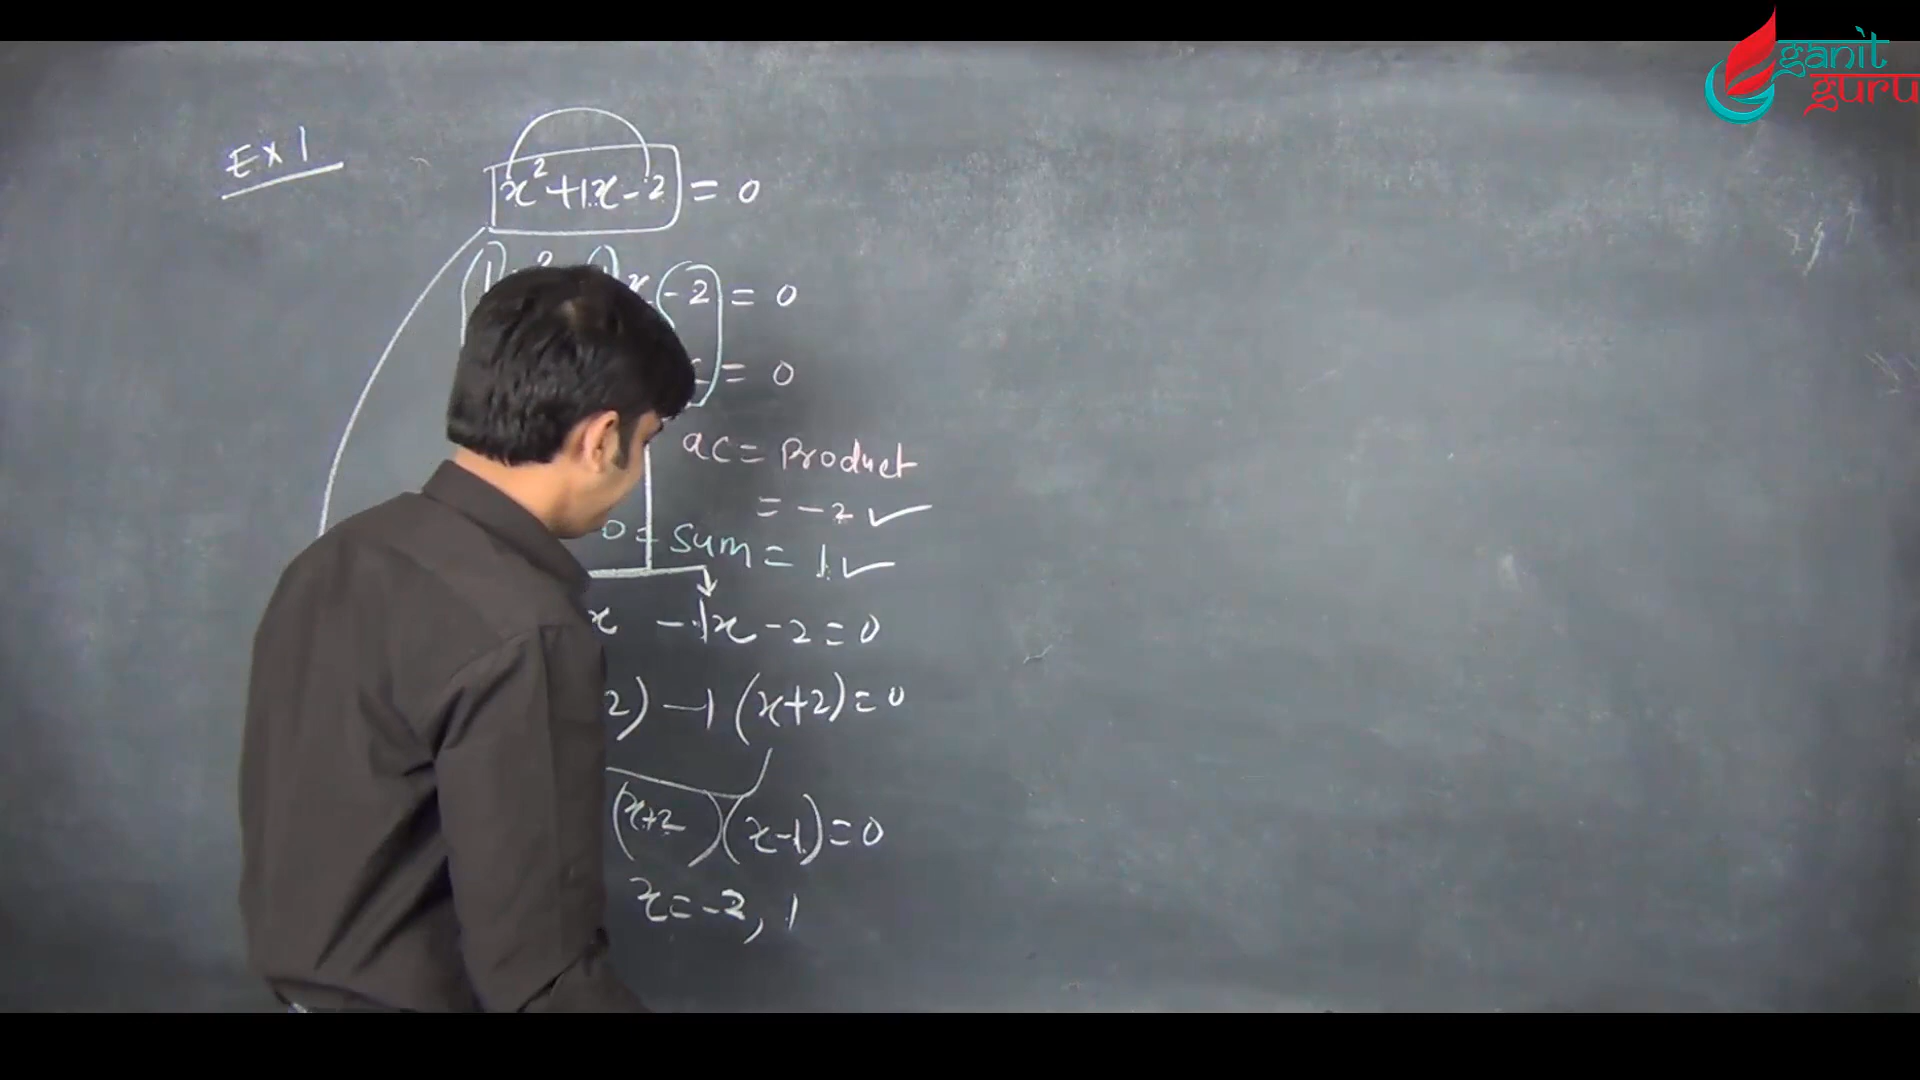 ganit
guru
Ex 1
x²+1x-2 = 0
x - 2 = 0
= 0
ac = Product
= -2 ✓
= Sum = 1 ✓
x -1x -2 = 0
2) -1 (x+2) = 0
(x+2)(x-1) = 0
x = -2, 1